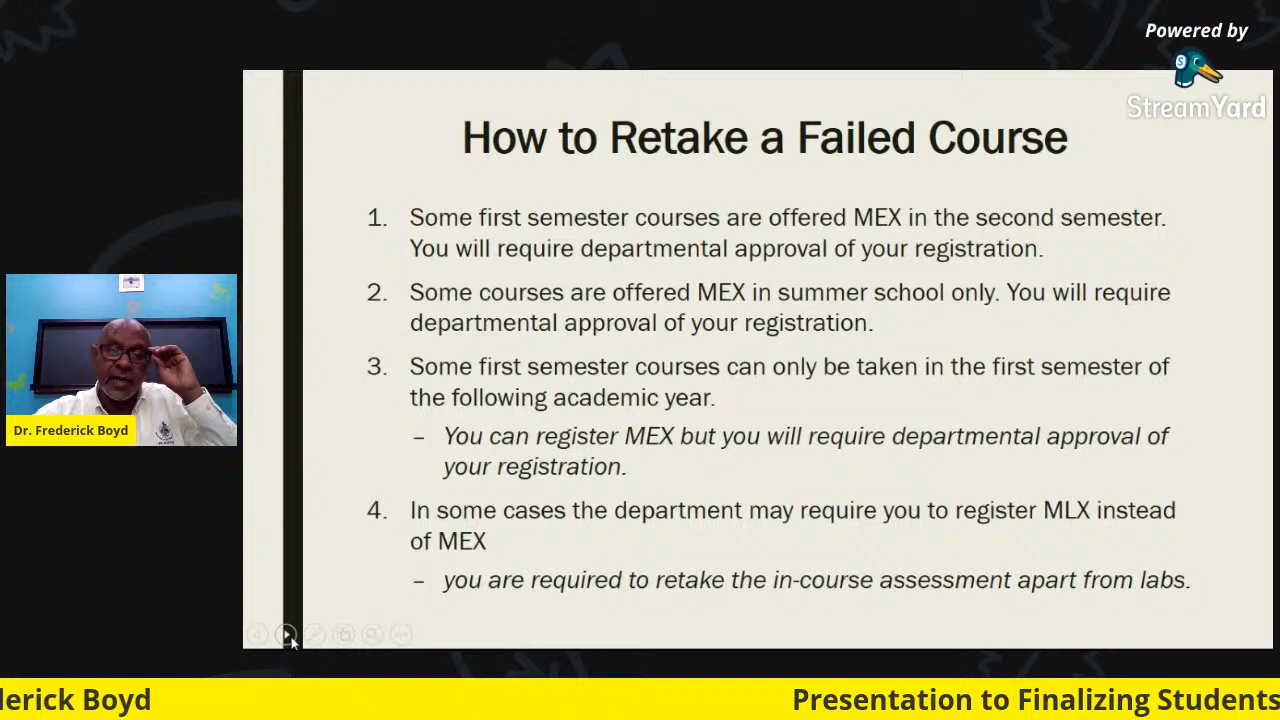 Powered by
StreamYard
How to Retake a Failed Course
1. Some first semester courses are offered MEX in the second semester.
You will require departmental approval of your registration.
2. Some courses are offered MEX in summer school only. You will require
departmental approval of your registration.
3. Some first semester courses can only be taken in the first semester of
the following academic year.
– You can register MEX but you will require departmental approval of
your registration.
4. In some cases the department may require you to register MLX instead
of MEX
– you are required to retake the in-course assessment apart from labs.
Dr. Frederick Boyd
derick Boyd
Presentation to Finalizing Students